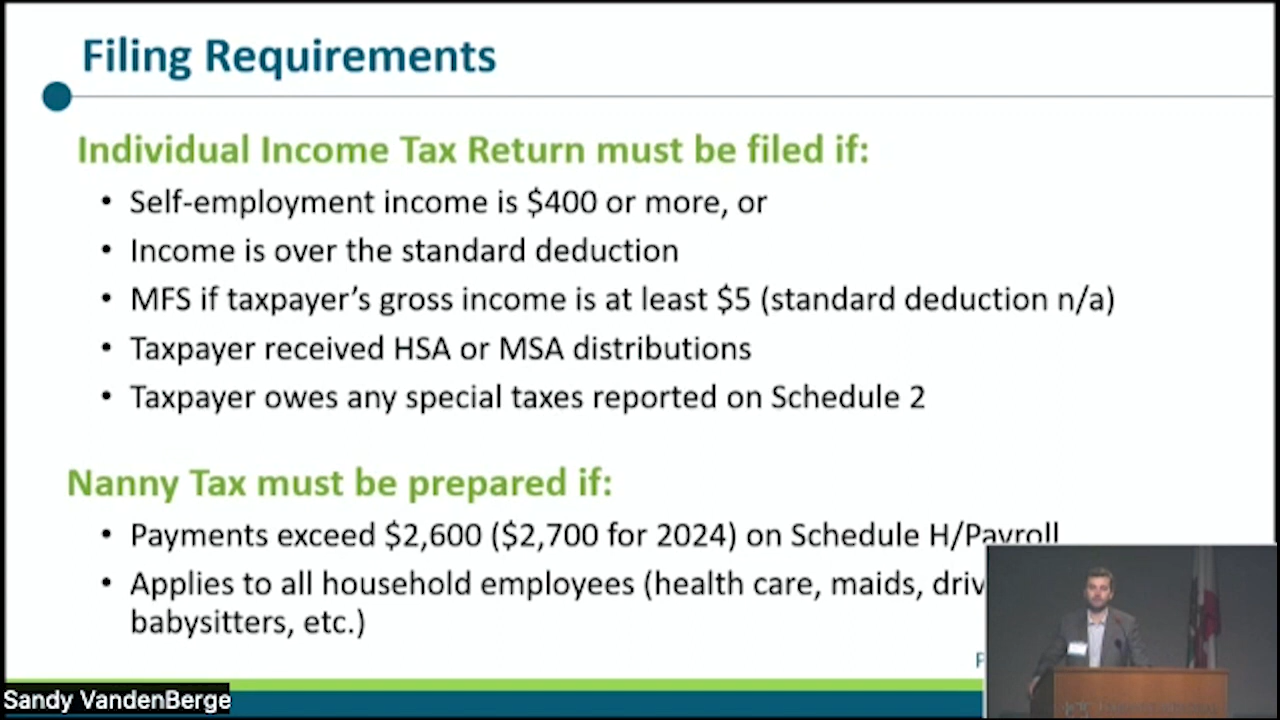 Filing Requirements
Individual Income Tax Return must be filed if:
• Self-employment income is $400 or more, or
• Income is over the standard deduction
• MFS if taxpayer’s gross income is at least $5 (standard deduction n/a)
• Taxpayer received HSA or MSA distributions
• Taxpayer owes any special taxes reported on Schedule 2
Nanny Tax must be prepared if:
• Payments exceed $2,600 ($2,700 for 2024) on Schedule H/Payroll
• Applies to all household employees (health care, maids,
babysitters, etc.)
Sandy VandenBerge